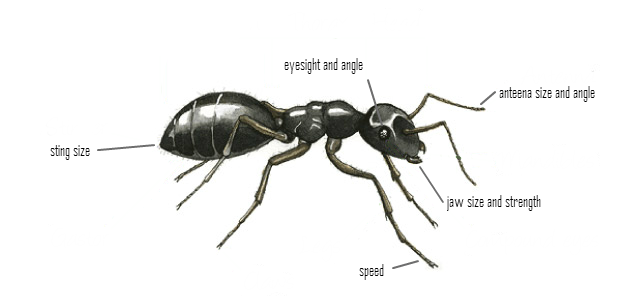 eyesight and angle
anteena size and angle
sting size
jaw size and strength
speed